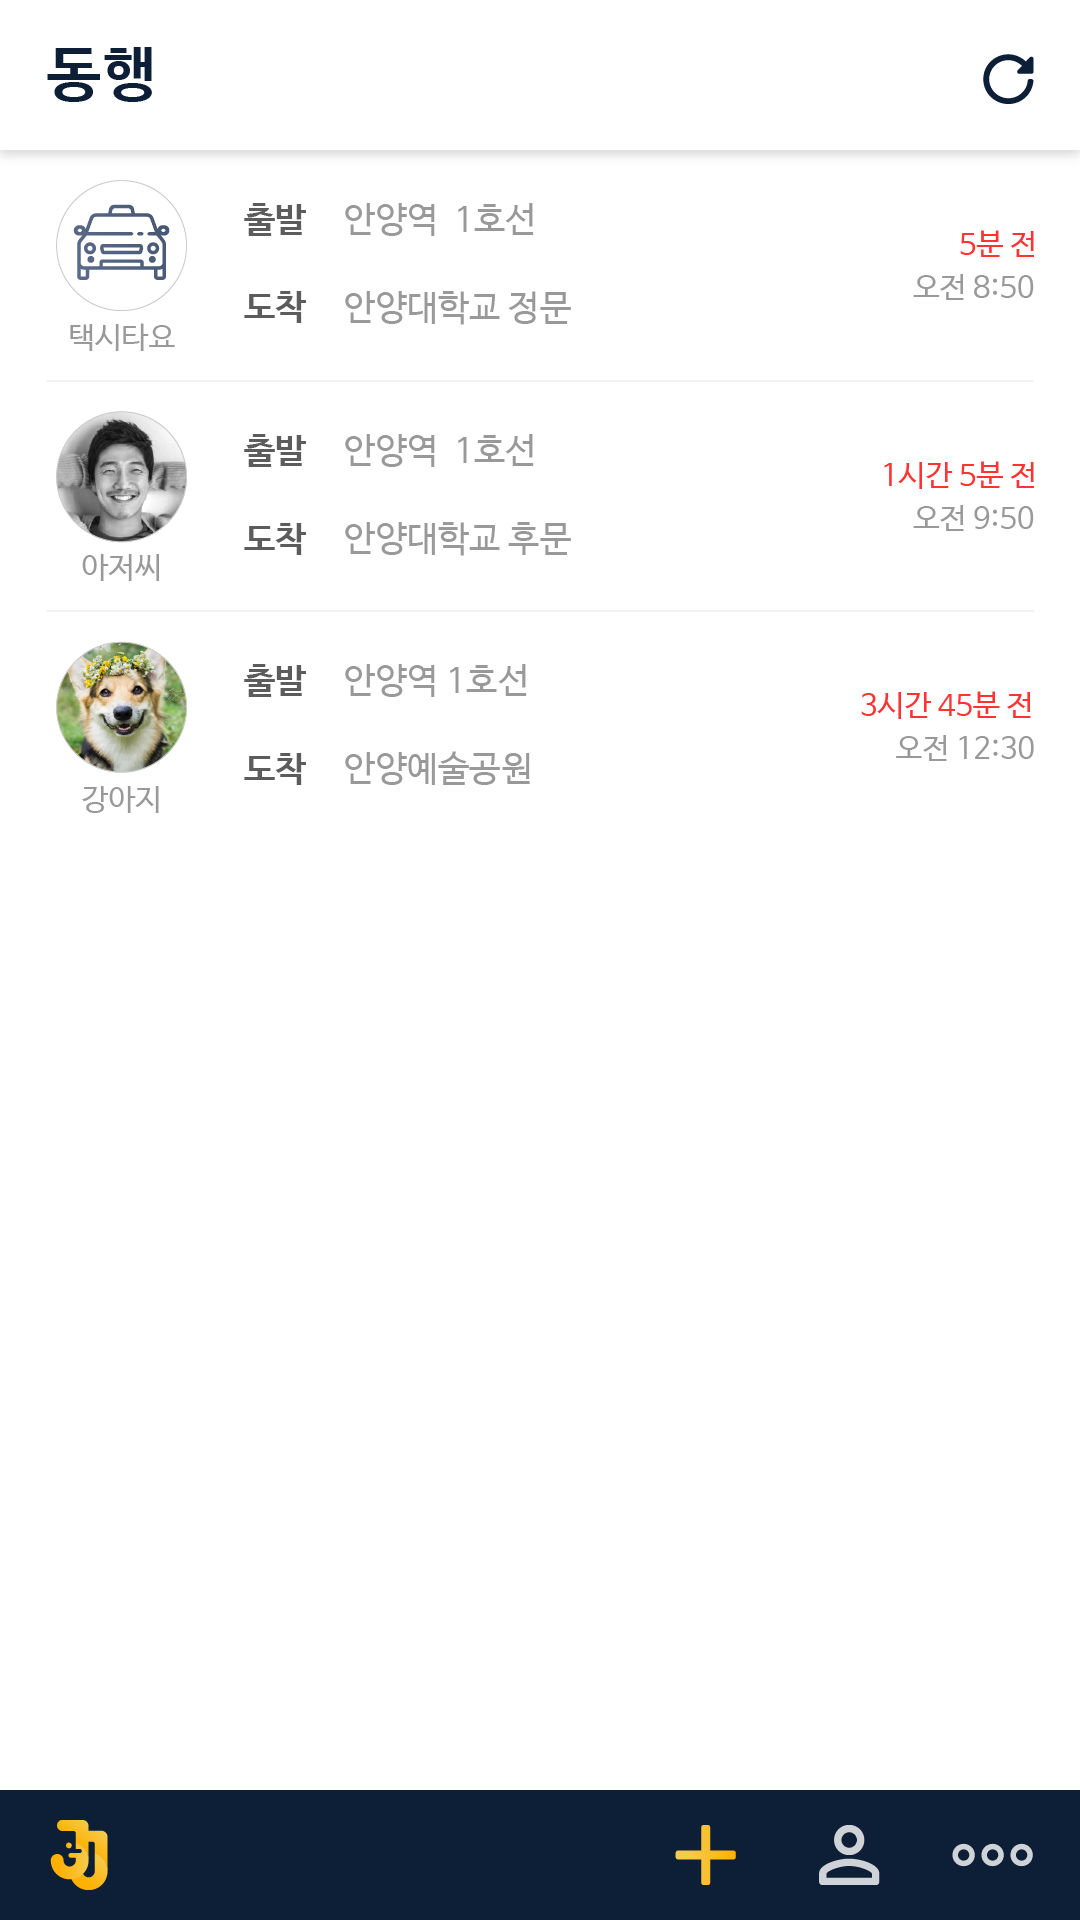 동행
출발 안양역 1호선
5분 전
오전 8:50
도착 안양대학교 정문
택시타요
출발 안양역 1호선
1시간 5분 전
오전 9:50
도착 안양대학교 후문
아저씨
출발 안양역 1호선
3시간 45분 전
오전 12:30
도착 안양예술공원
강아지